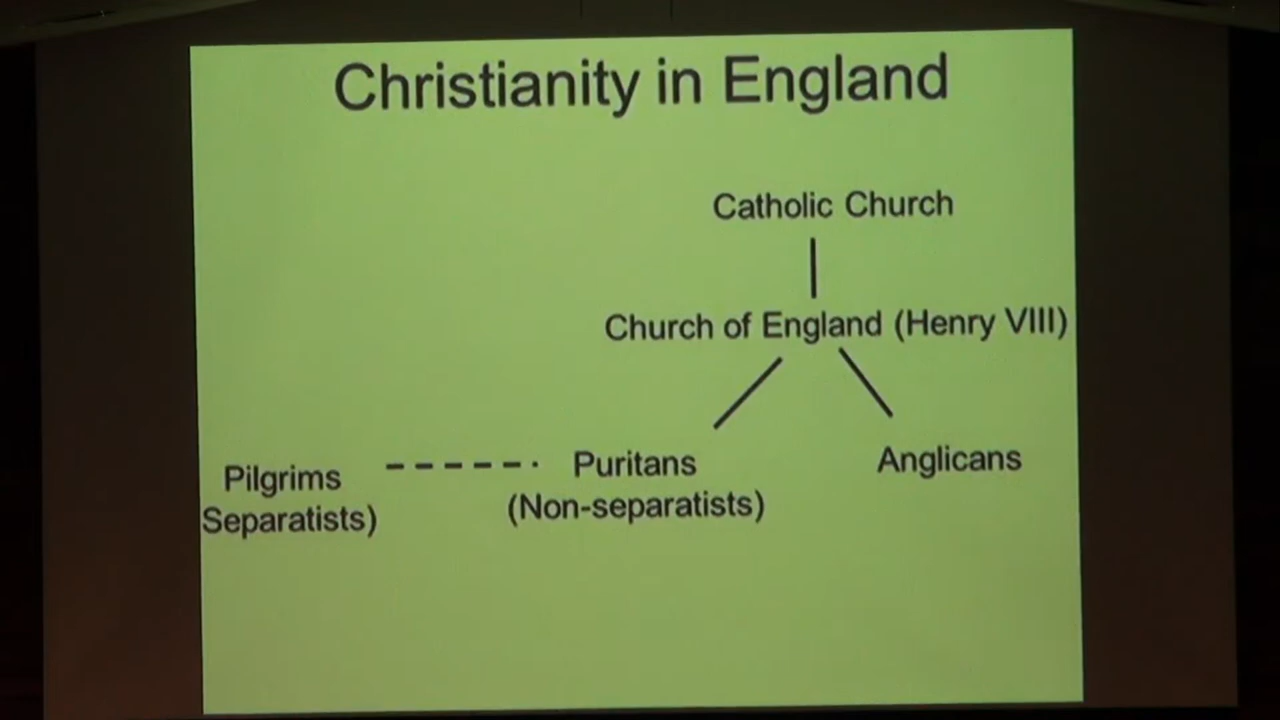 Christianity in England
Catholic Church
Church of England (Henry VIII)
Pilgrims
Separatists)
Puritans
(Non-separatists)
Anglicans